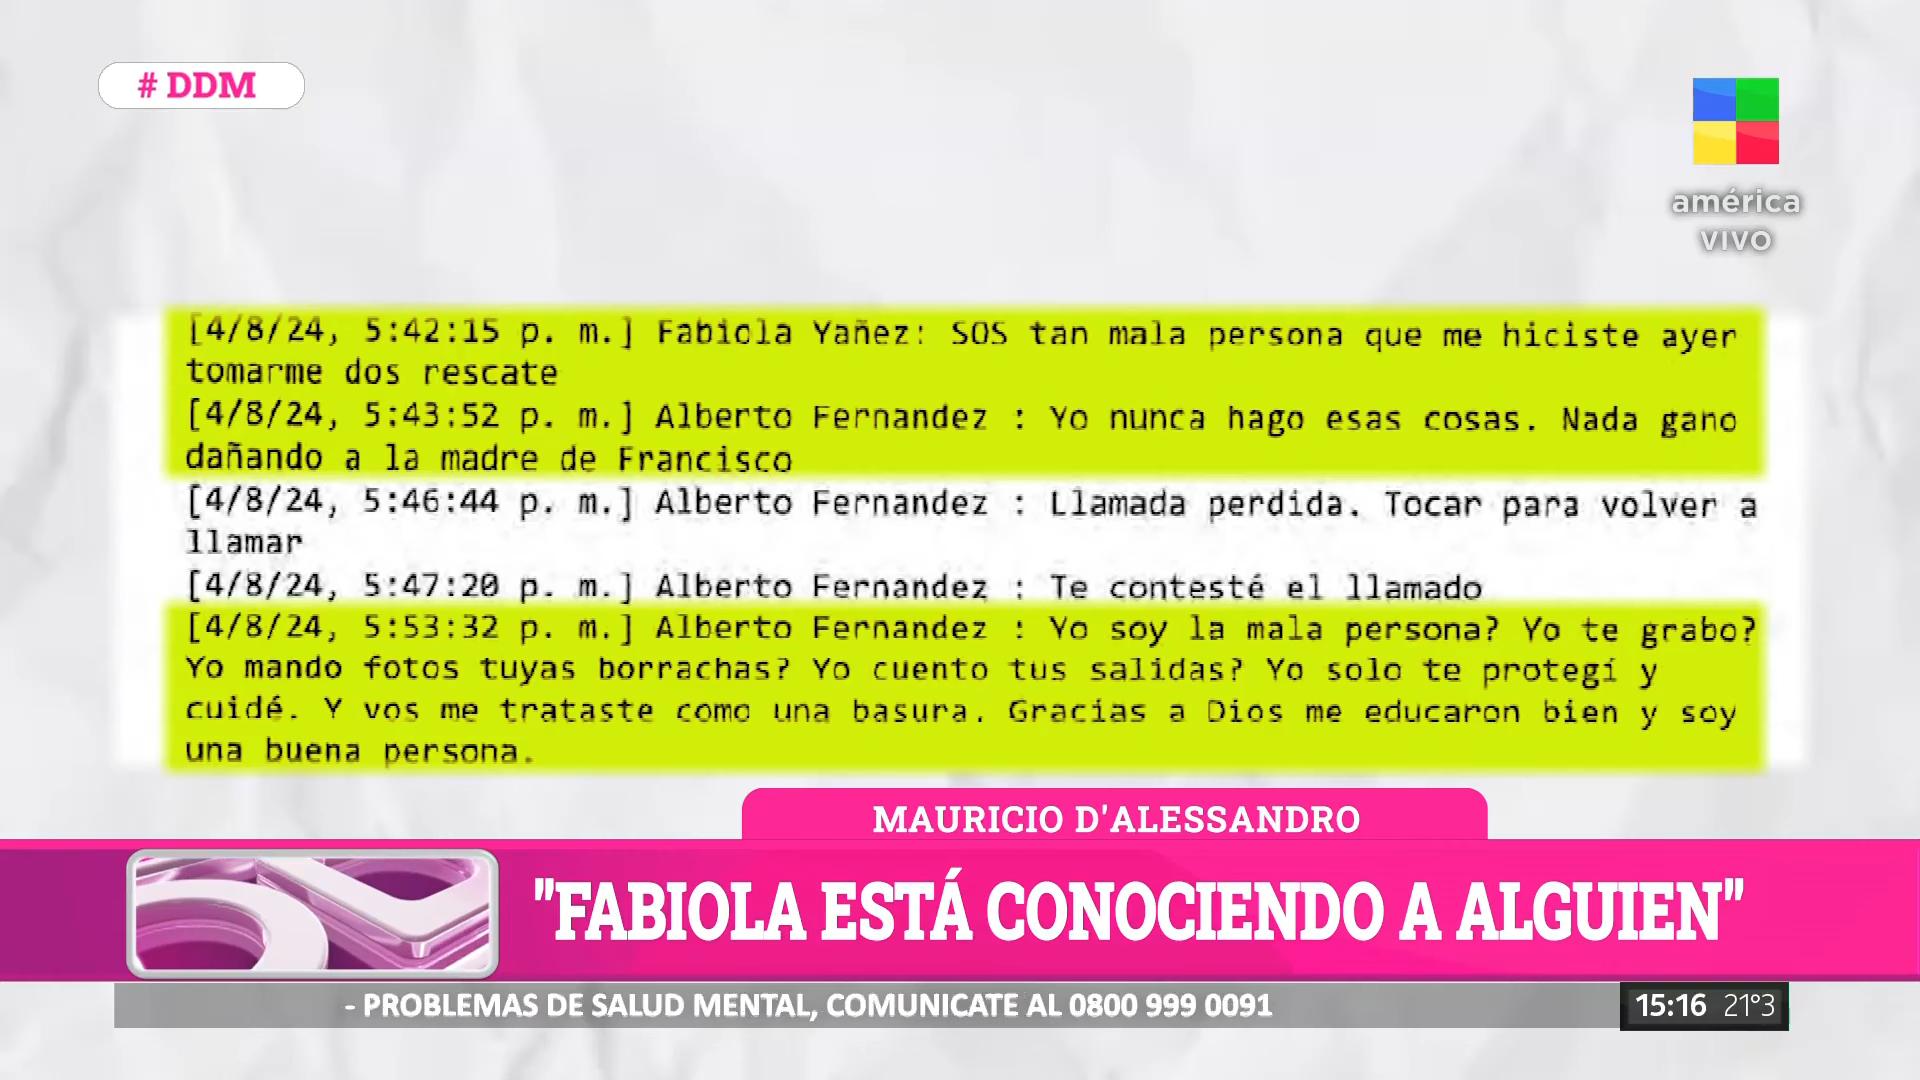 # DDM
américa
VIVO
[4/8/24, 5:42:15 p. m.] Fabiola Yañez: SOS tan mala persona que me hiciste ayer
tomarme dos rescate
[4/8/24, 5:43:52 p. m.] Alberto Fernandez : Yo nunca hago esas cosas. Nada gano
dañando a la madre de Francisco
[4/8/24, 5:46:44 p. m.] Alberto Fernandez : Llamada perdida. Tocar para volver a
llamar
[4/8/24, 5:47:20 p. m.] Alberto Fernandez : Te contesté el llamado
[4/8/24, 5:53:32 p. m.] Alberto Fernandez : Yo soy la mala persona? Yo te grabo?
Yo mando fotos tuyas borrachas? Yo cuento tus salidas? Yo solo te protegí y
cuidé. Y vos me trataste como una basura. Gracias a Dios me educaron bien y soy
una buena persona.
MAURICIO D'ALESSANDRO
"FABIOLA ESTÁ CONOCIENDO A ALGUIEN"
- PROBLEMAS DE SALUD MENTAL, COMUNICATE AL 0800 999 0091
15:16 21°3